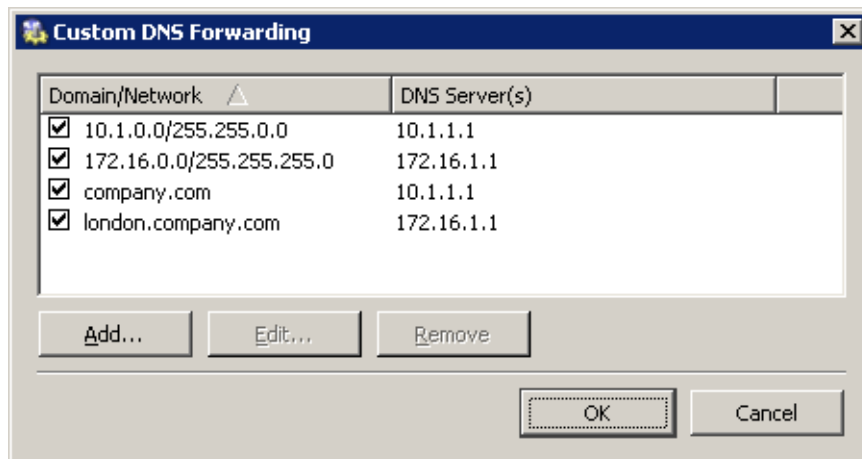 Custom DNS Forwarding
Domain/Network DNS Server(s)
10.1.0.0/255.255.0.0 10.1.1.1
172.16.0.0/255.255.255.0 172.16.1.1
company.com 10.1.1.1
london.company.com 172.16.1.1
Add... Edit... Remove
OK Cancel